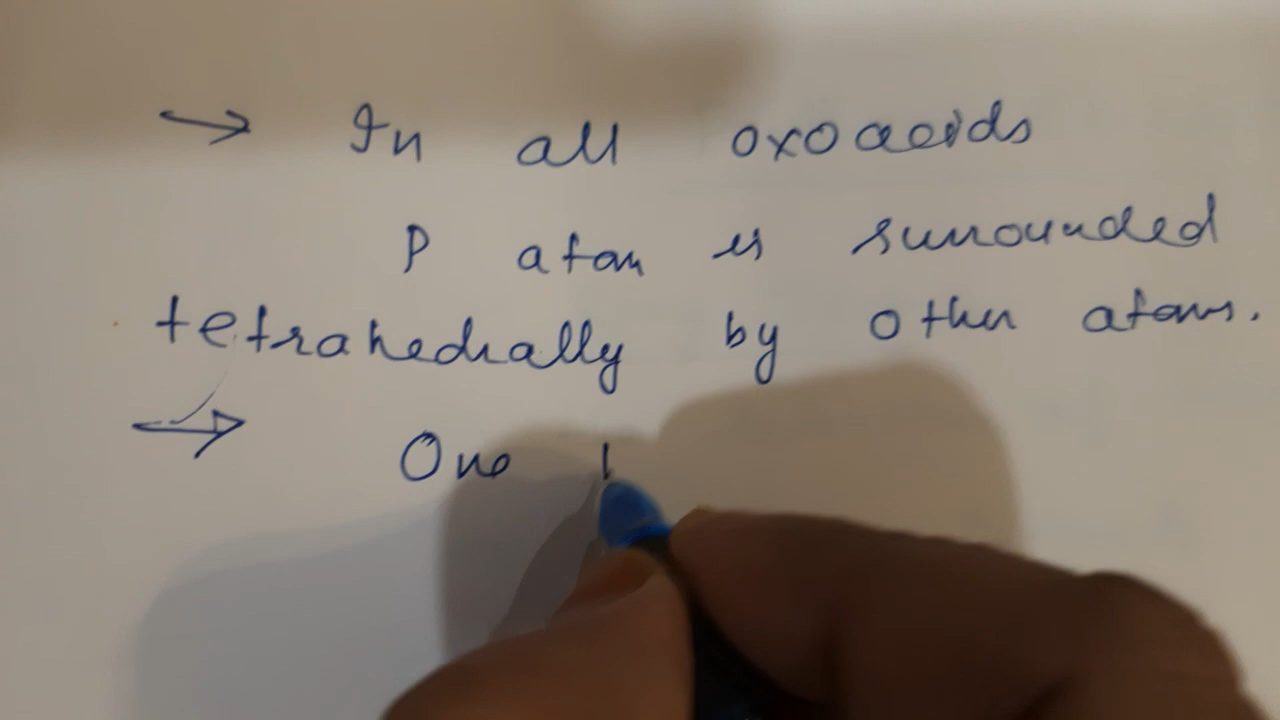 → In all oxoacids
P atom is surrounded
tetrahedrally by other atoms.
⇒ One